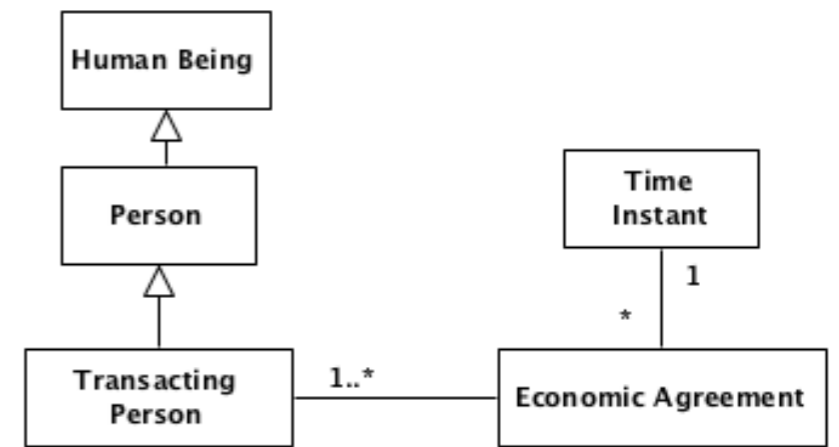 Human Being
Person
Time
Instant
1
*
Transacting
Person
1..*
Economic Agreement